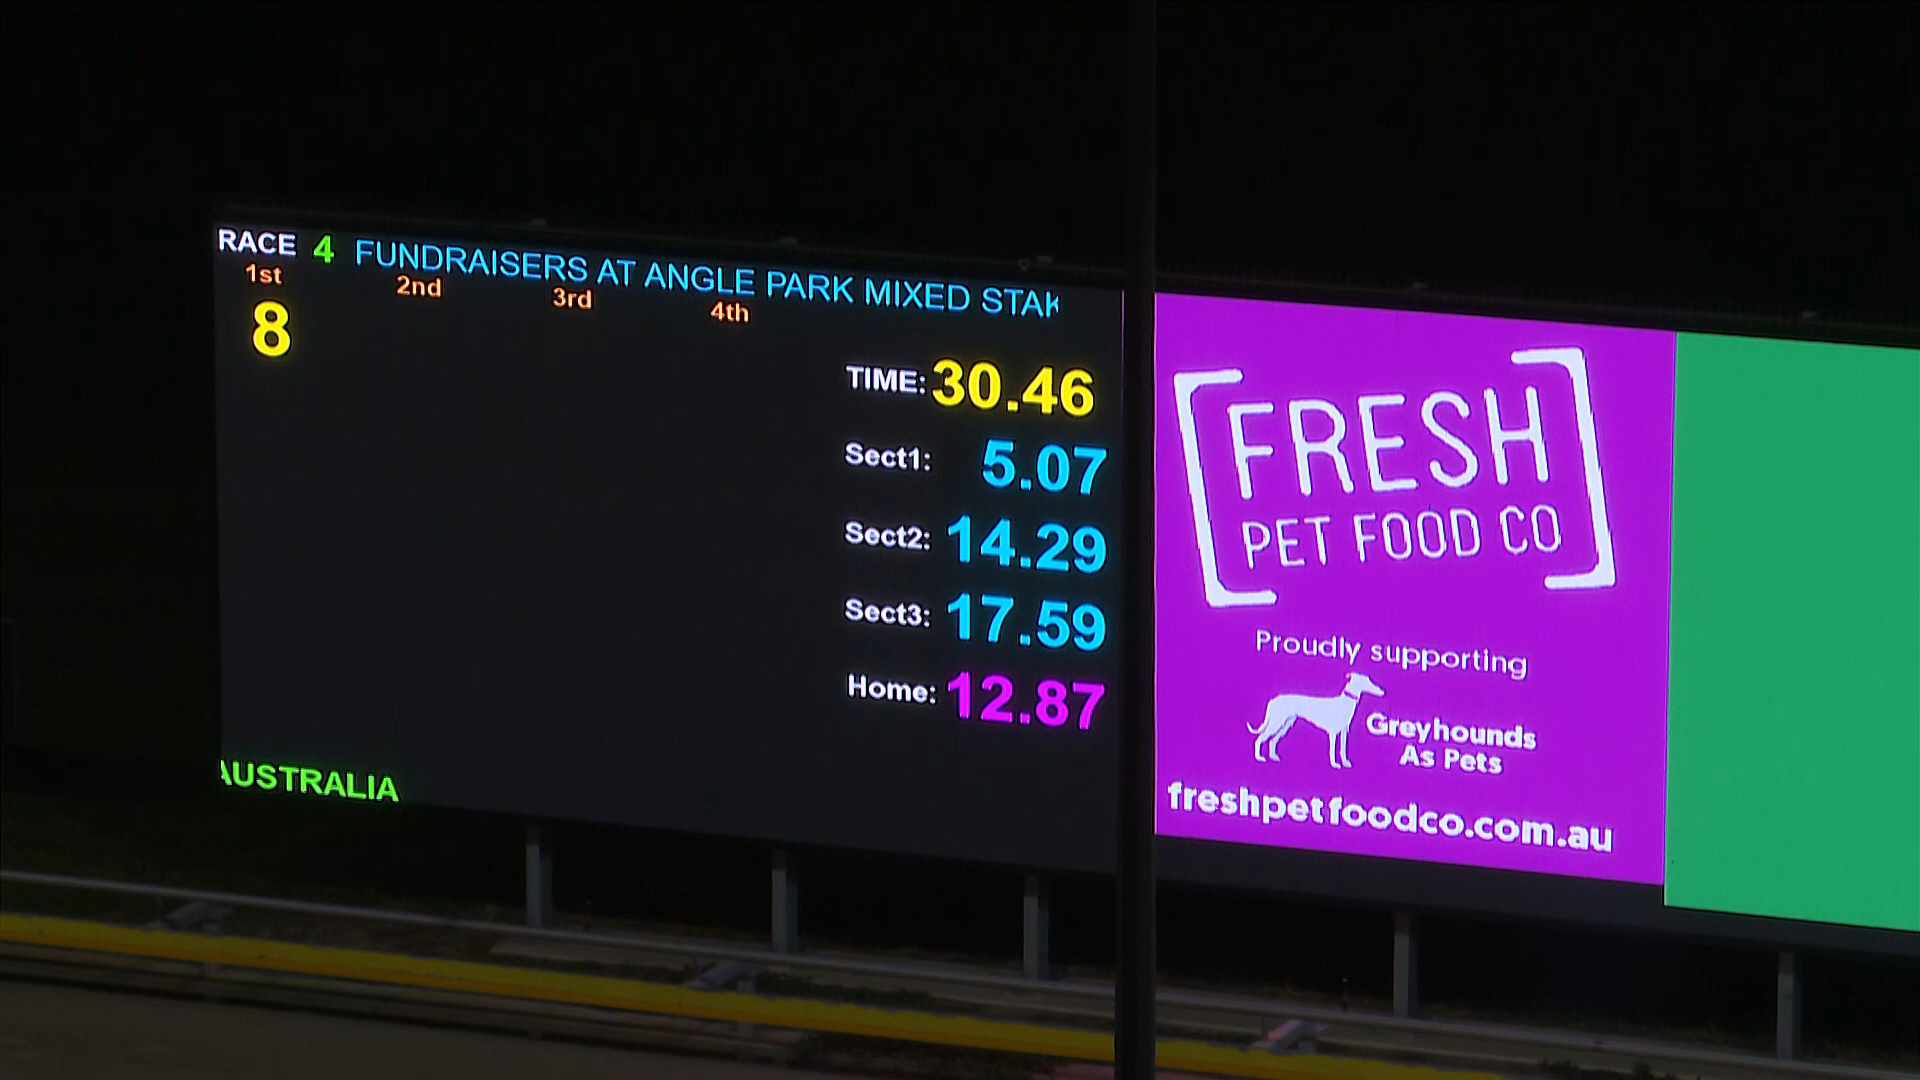 RACE 4 FUNDRAISERS AT ANGLE PARK MIXED STAK
1st 2nd 3rd 4th
8
TIME: 30.46
Sect1: 5.07
Sect2: 14.29
Sect3: 17.59
Home: 12.87
AUSTRALIA
FRESH
PET FOOD CO
Proudly supporting
Greyhounds
As Pets
freshpetfoodco.com.au